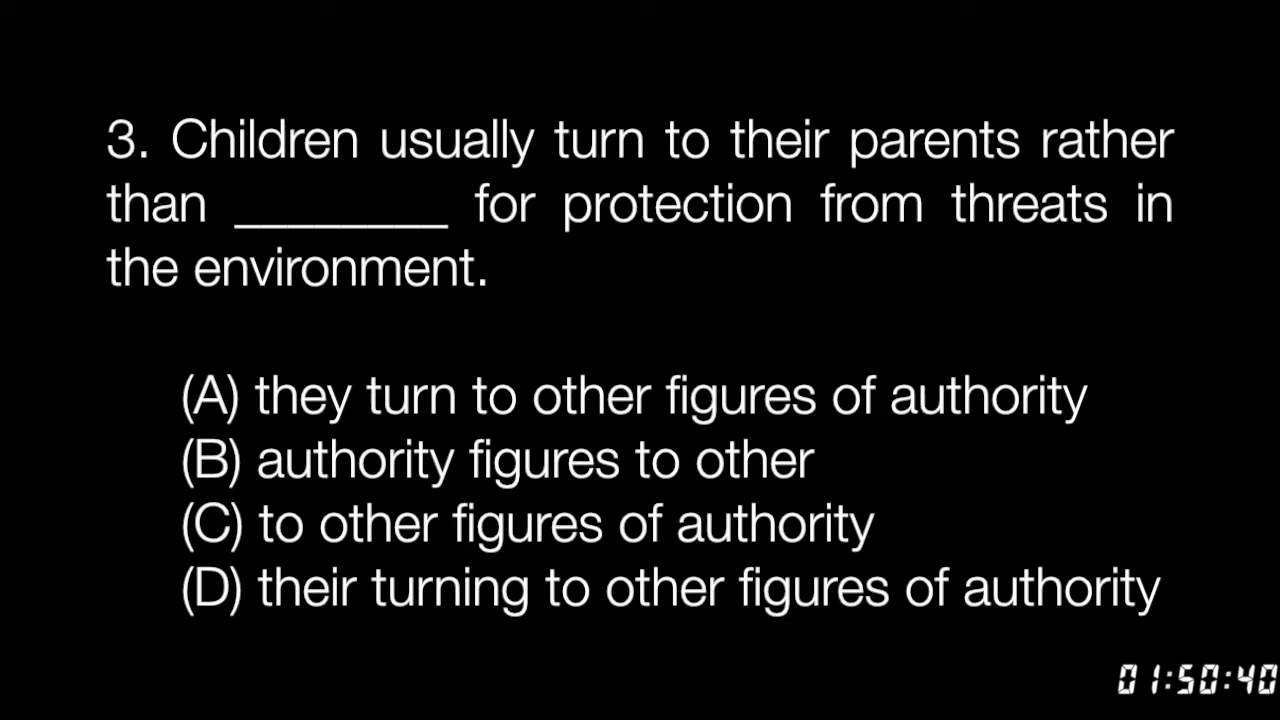 3. Children usually turn to their parents rather
than ________ for protection from threats in
the environment.
(A) they turn to other figures of authority
(B) authority figures to other
(C) to other figures of authority
(D) their turning to other figures of authority
01:50:40